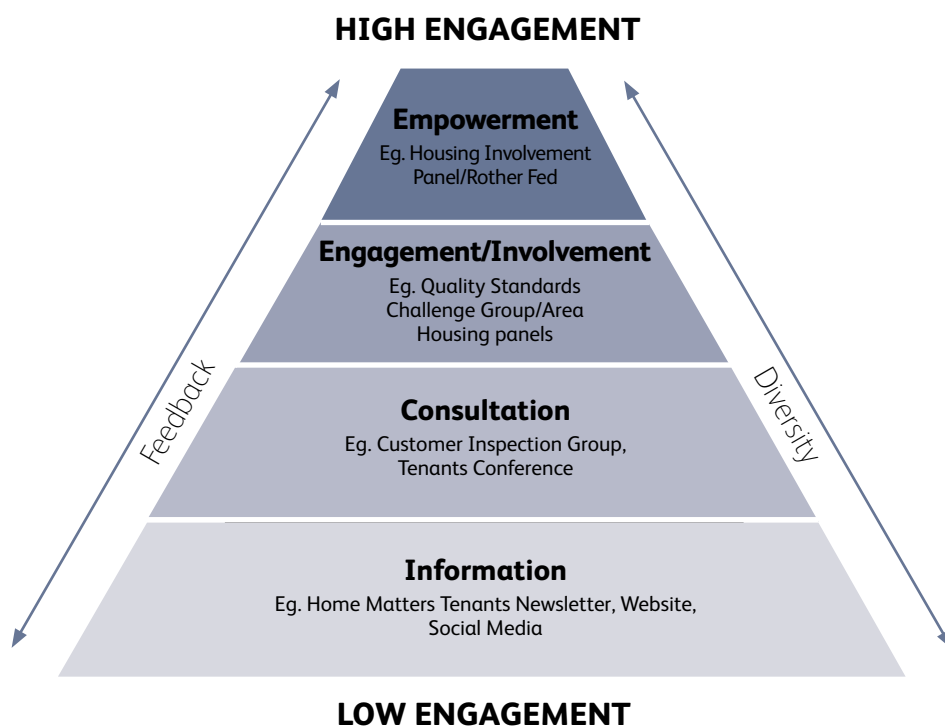 HIGH ENGAGEMENT
Empowerment
Eg. Housing Involvement
Panel/Rother Fed
Engagement/Involvement
Eg. Quality Standards
Challenge Group/Area
Housing panels
Feedback
Diversity
Consultation
Eg. Customer Inspection Group,
Tenants Conference
Information
Eg. Home Matters Tenants Newsletter, Website,
Social Media
LOW ENGAGEMENT